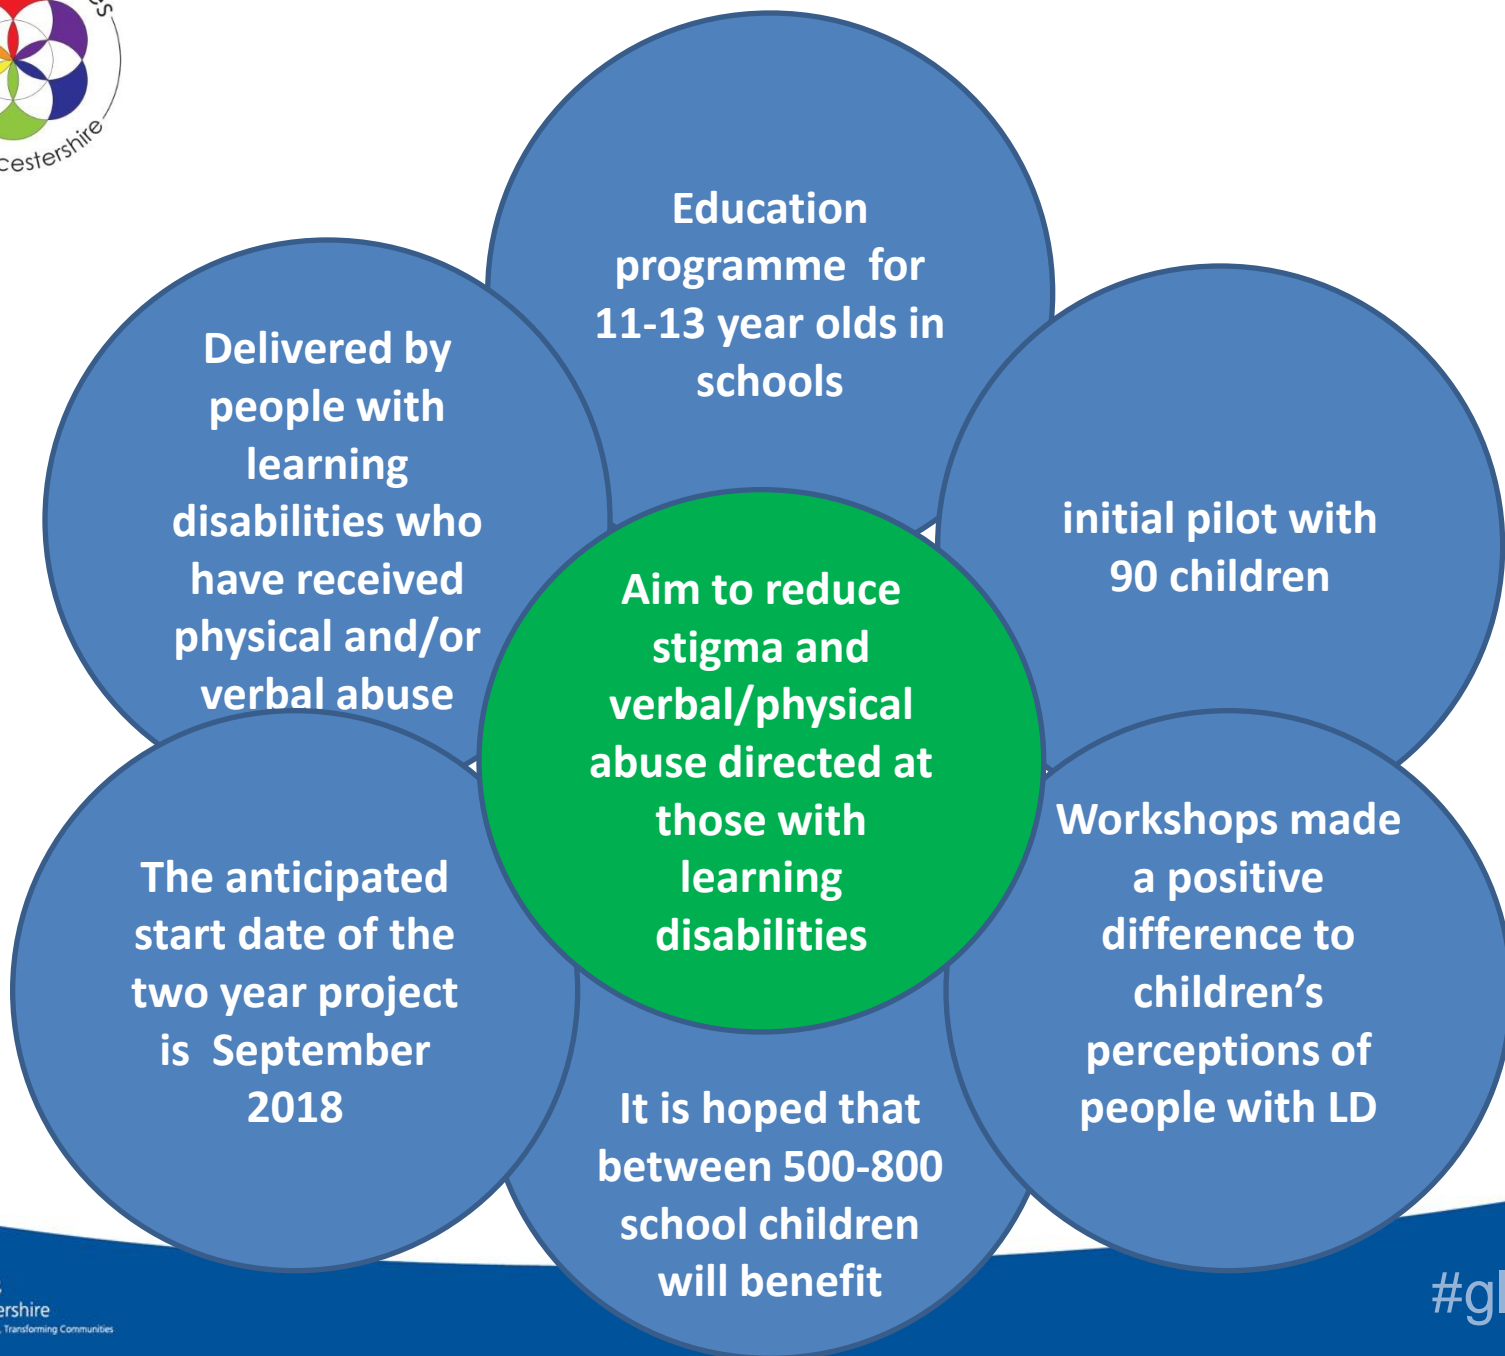 Education
programme for
11-13 year olds in
schools
initial pilot with
90 children
Workshops made
a positive
difference to
children's
perceptions of
people with LD
It is hoped that
between 500-800
school children
will benefit
The anticipated
start date of the
two year project
is September
2018
Delivered by
people with
learning
disabilities who
have received
physical and/or
verbal abuse
Aim to reduce
stigma and
verbal/physical
abuse directed at
those with
learning
disabilities
Transforming Communities